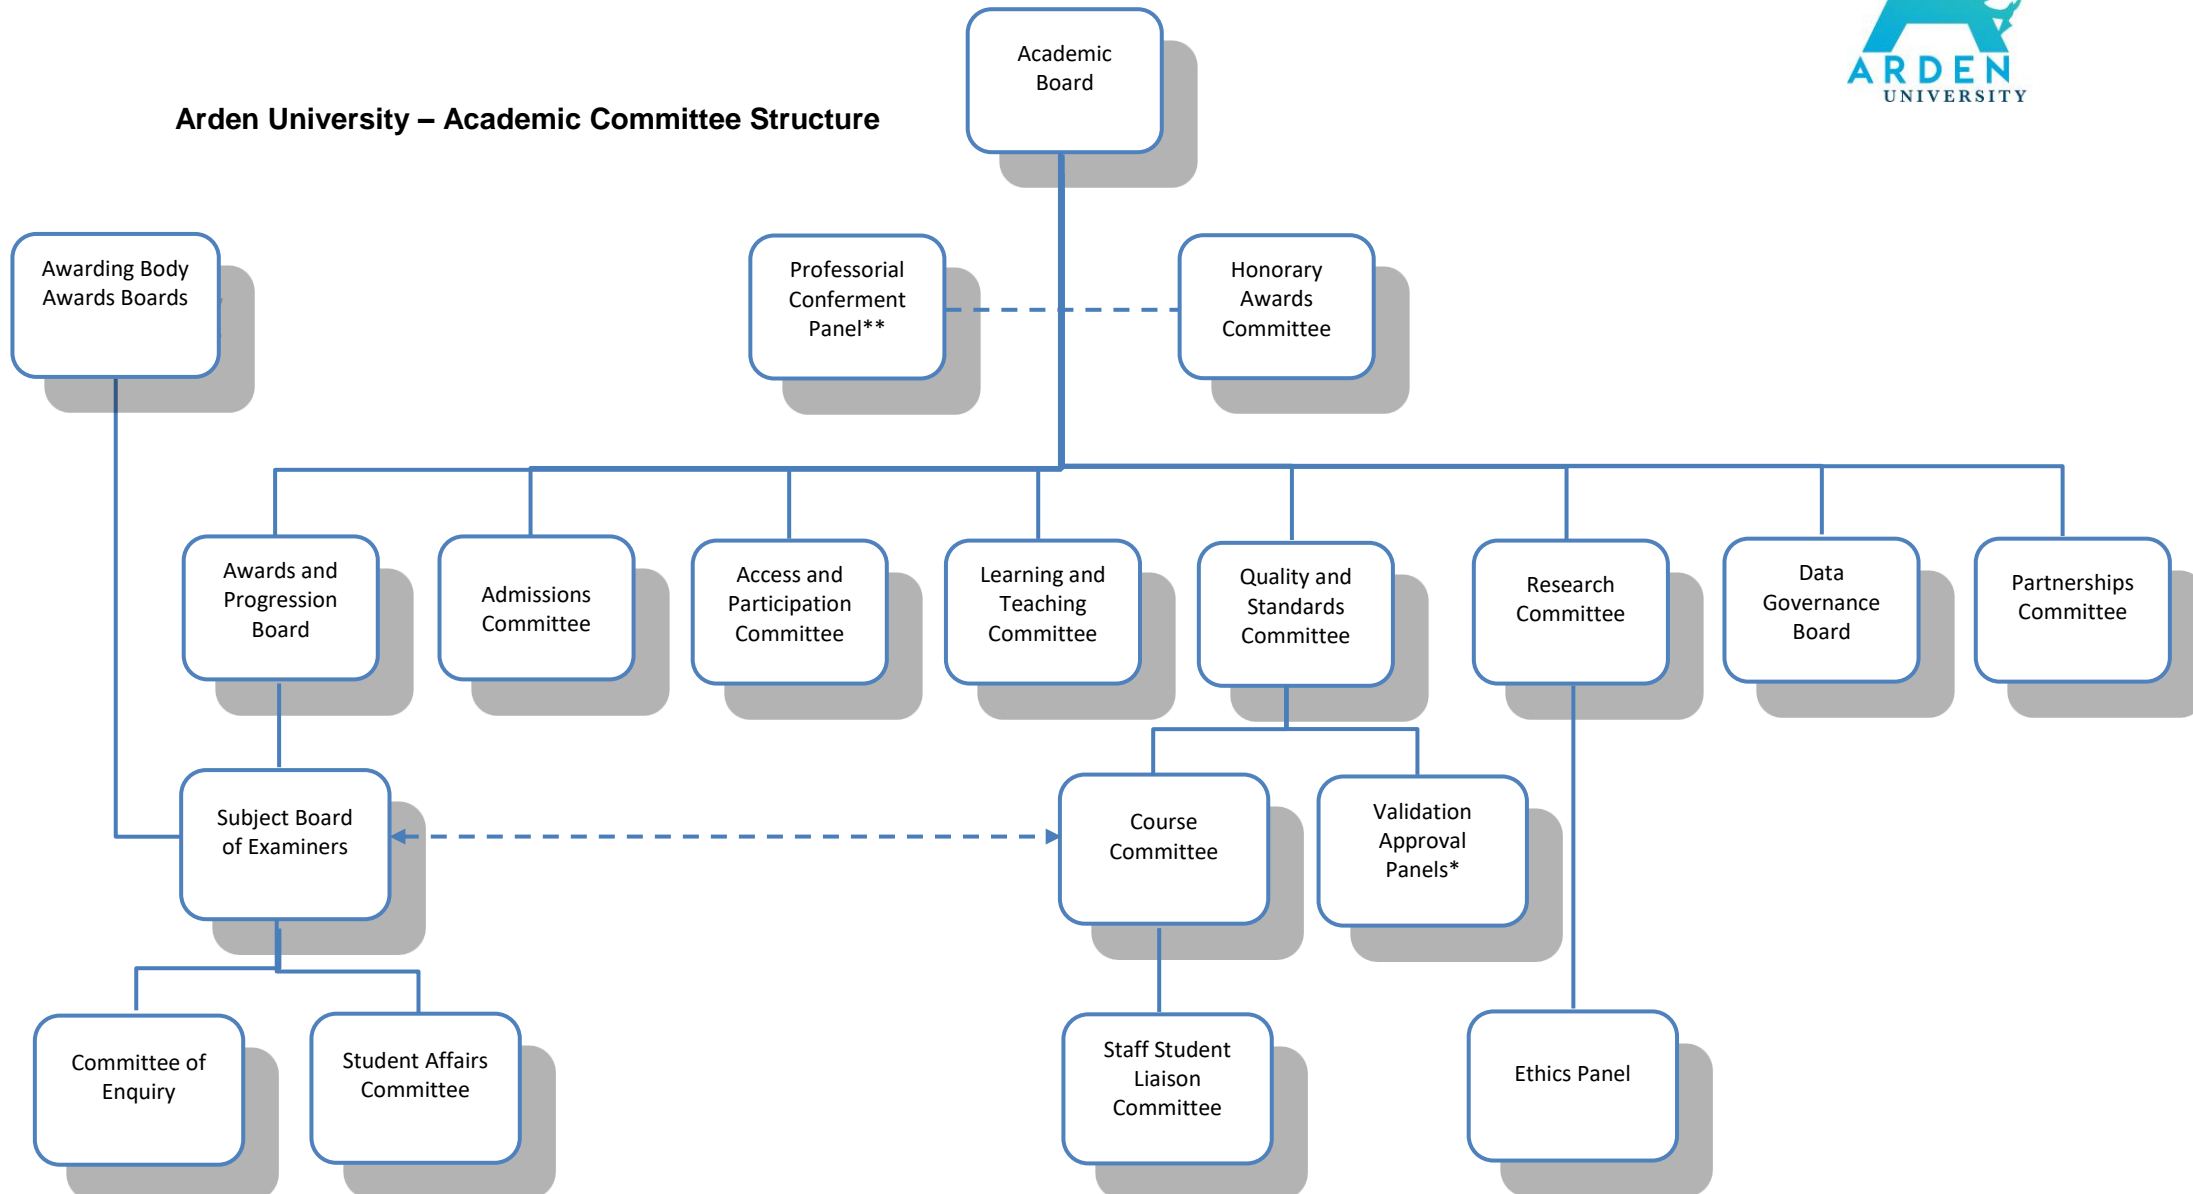 Academic
Board
ARDEN
UNIVERSITY
Arden University – Academic Committee Structure
Awarding Body
Awards Boards
Professorial
Conferment
Panel**
Honorary
Awards
Committee
Awards and
Progression
Board
Admissions
Committee
Access and
Participation
Committee
Learning and
Teaching
Committee
Quality and
Standards
Committee
Research
Committee
Data
Governance
Board
Partnerships
Committee
Subject Board
of Examiners
Course
Committee
Validation
Approval
Panels*
Committee of
Enquiry
Student Affairs
Committee
Staff Student
Liaison
Committee
Ethics Panel